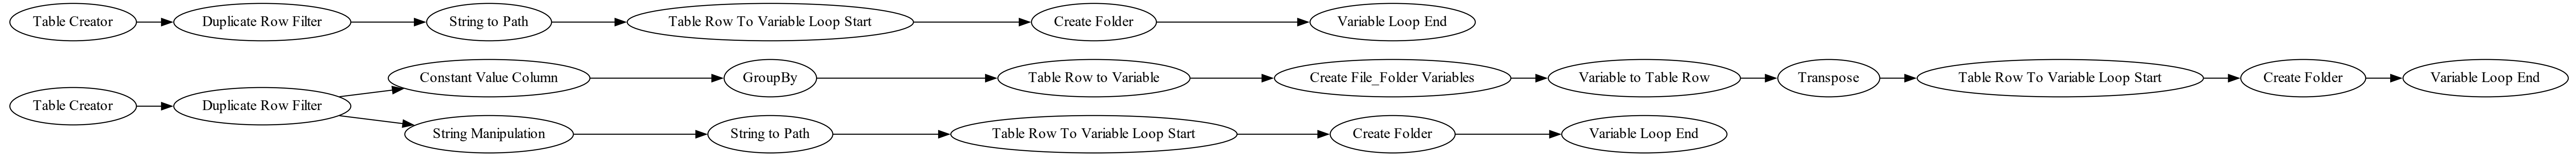 Table Creator
Duplicate Row Filter
String to Path
Table Row To Variable Loop Start
Create Folder
Variable Loop End
Constant Value Column
GroupBy
Table Row to Variable
Create File_Folder Variables
Variable to Table Row
Transpose
Table Row To Variable Loop Start
Create Folder
Variable Loop End
Table Creator
Duplicate Row Filter
String Manipulation
String to Path
Table Row To Variable Loop Start
Create Folder
Variable Loop End